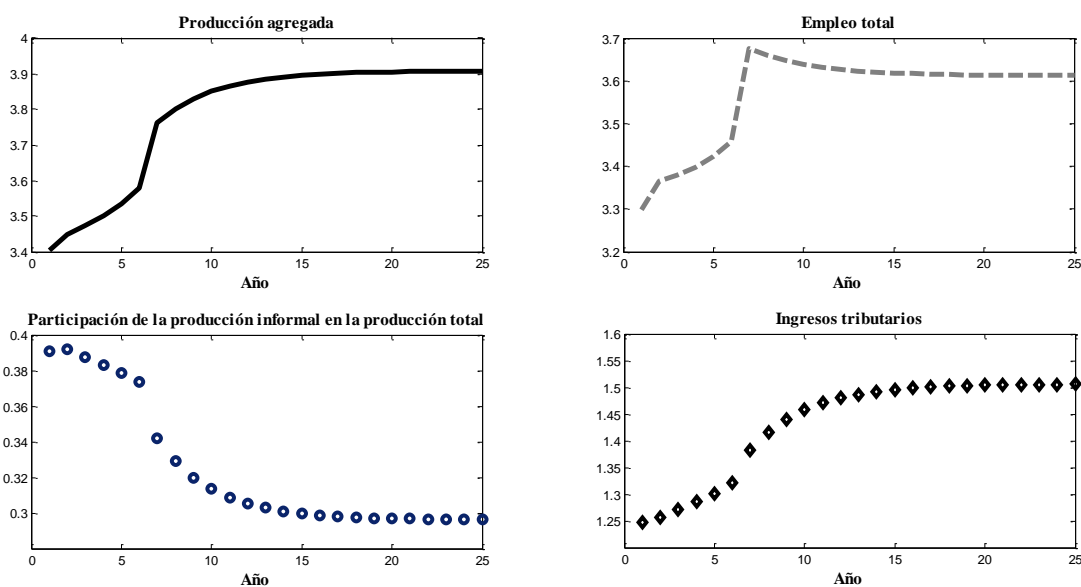 Producción agregada
4
3.9
3.8
3.7
3.6
3.5
3.4
0 5 10 15 20 25
Año
Empleo total
3.7
3.6
3.5
3.4
3.3
3.2
0 5 10 15 20 25
Año
Participación de la producción informal en la producción total
0.4
0.38
0.36
0.34
0.32
0.3
0 5 10 15 20 25
Año
Ingresos tributarios
1.6
1.55
1.5
1.45
1.4
1.35
1.3
1.25
0 5 10 15 20 25
Año